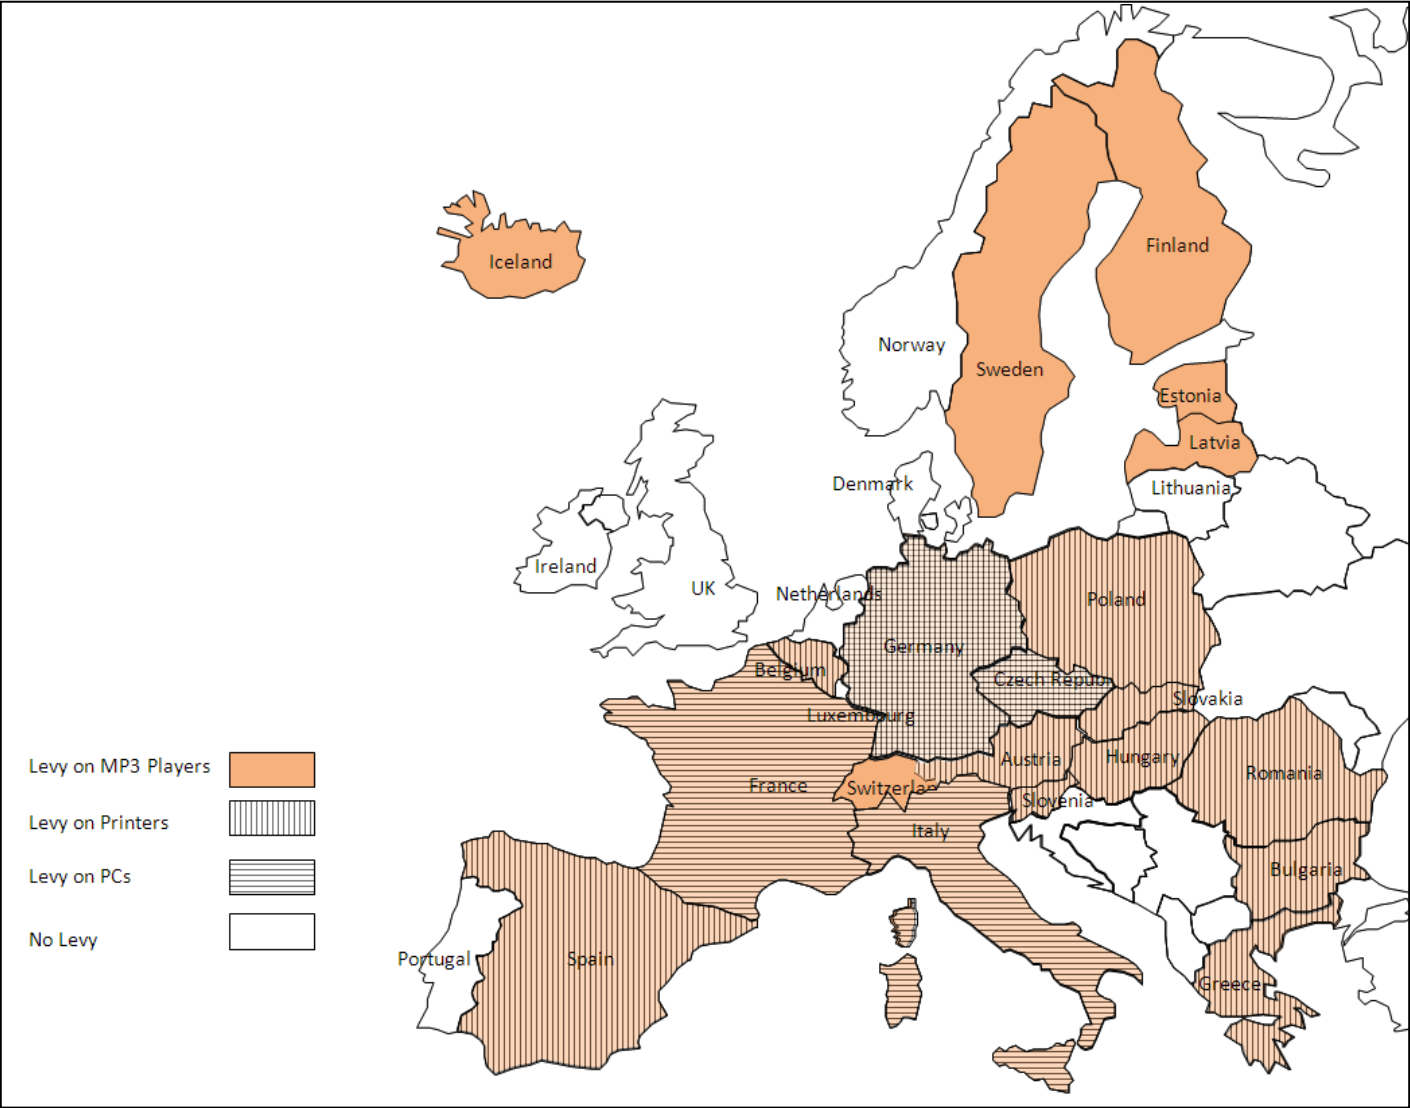 Iceland
Finland
Norway
Sweden
Estonia
Latvia
Denmark
Lithuania
Ireland
UK
Netherlands
Poland
Germany
Belgium
Czech Republ
Slovakia
Luxembourg
Austria
Hungary
Levy on MP3 Players
France
Switzerlan
Romania
Slovenia
Levy on Printers
Italy
Levy on PCs
Bulgaria
No Levy
Portugal
Spain
Greece